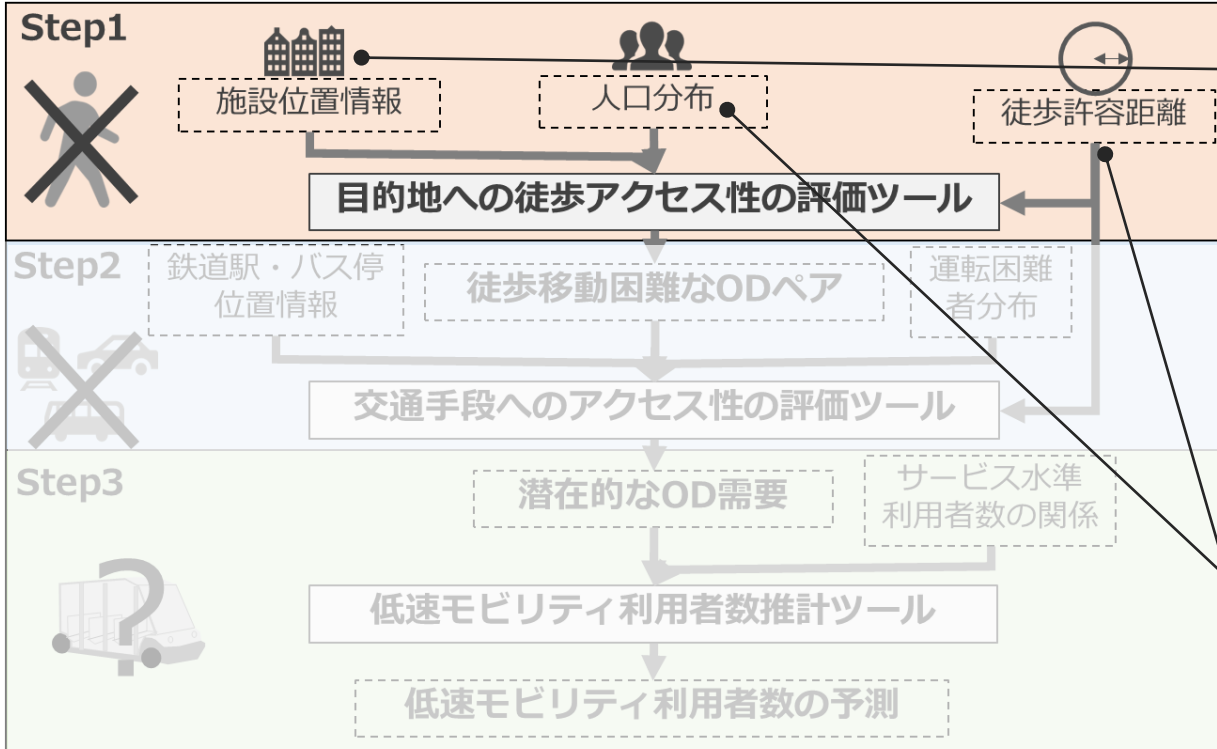 Step1
施設位置情報
人口分布
徒歩許容距離
目的地への徒歩アクセス性の評価ツール
Step2
鉄道駅・バス停
位置情報
徒歩移動困難なODペア
運転困難
者分布
交通手段へのアクセス性の評価ツール
Step3
潜在的なOD需要
サービス水準
利用者数の関係
?
低速モビリティ利用者数推計ツール
低速モビリティ利用者数の予測